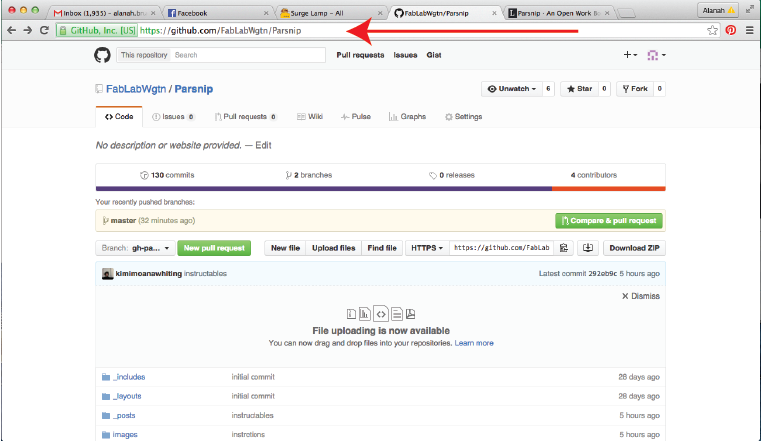 Inbox (1,933) - alanah.bru
Facebook
Surge Lamp - All
FabLabWgtn/Parsnip
Parsnip · An Open Work B
Alanah
GitHub, Inc. [US] https://github.com/FabLabWgtn/Parsnip
This repository Search Pull requests Issues Gist
FabLabWgtn / Parsnip
Unwatch 6 Star 0 Fork 0
Code Issues 0 Pull requests 0 Wiki Pulse Graphs Settings
No description or website provided. — Edit
130 commits 2 branches 0 releases 4 contributors
Your recently pushed branches:
master (32 minutes ago) Compare & pull request
Branch: gh-pa... New pull request New file Upload files Find file HTTPS https://github.com/FabLab Download ZIP
kimimoanawhiting instructables Latest commit 292eb9c 5 hours ago
Dismiss
File uploading is now available
You can now drag and drop files into your repositories. Learn more
_includes initial commit 28 days ago
_layouts initial commit 28 days ago
_posts instructables 5 hours ago
images instrotions 5 hours ago